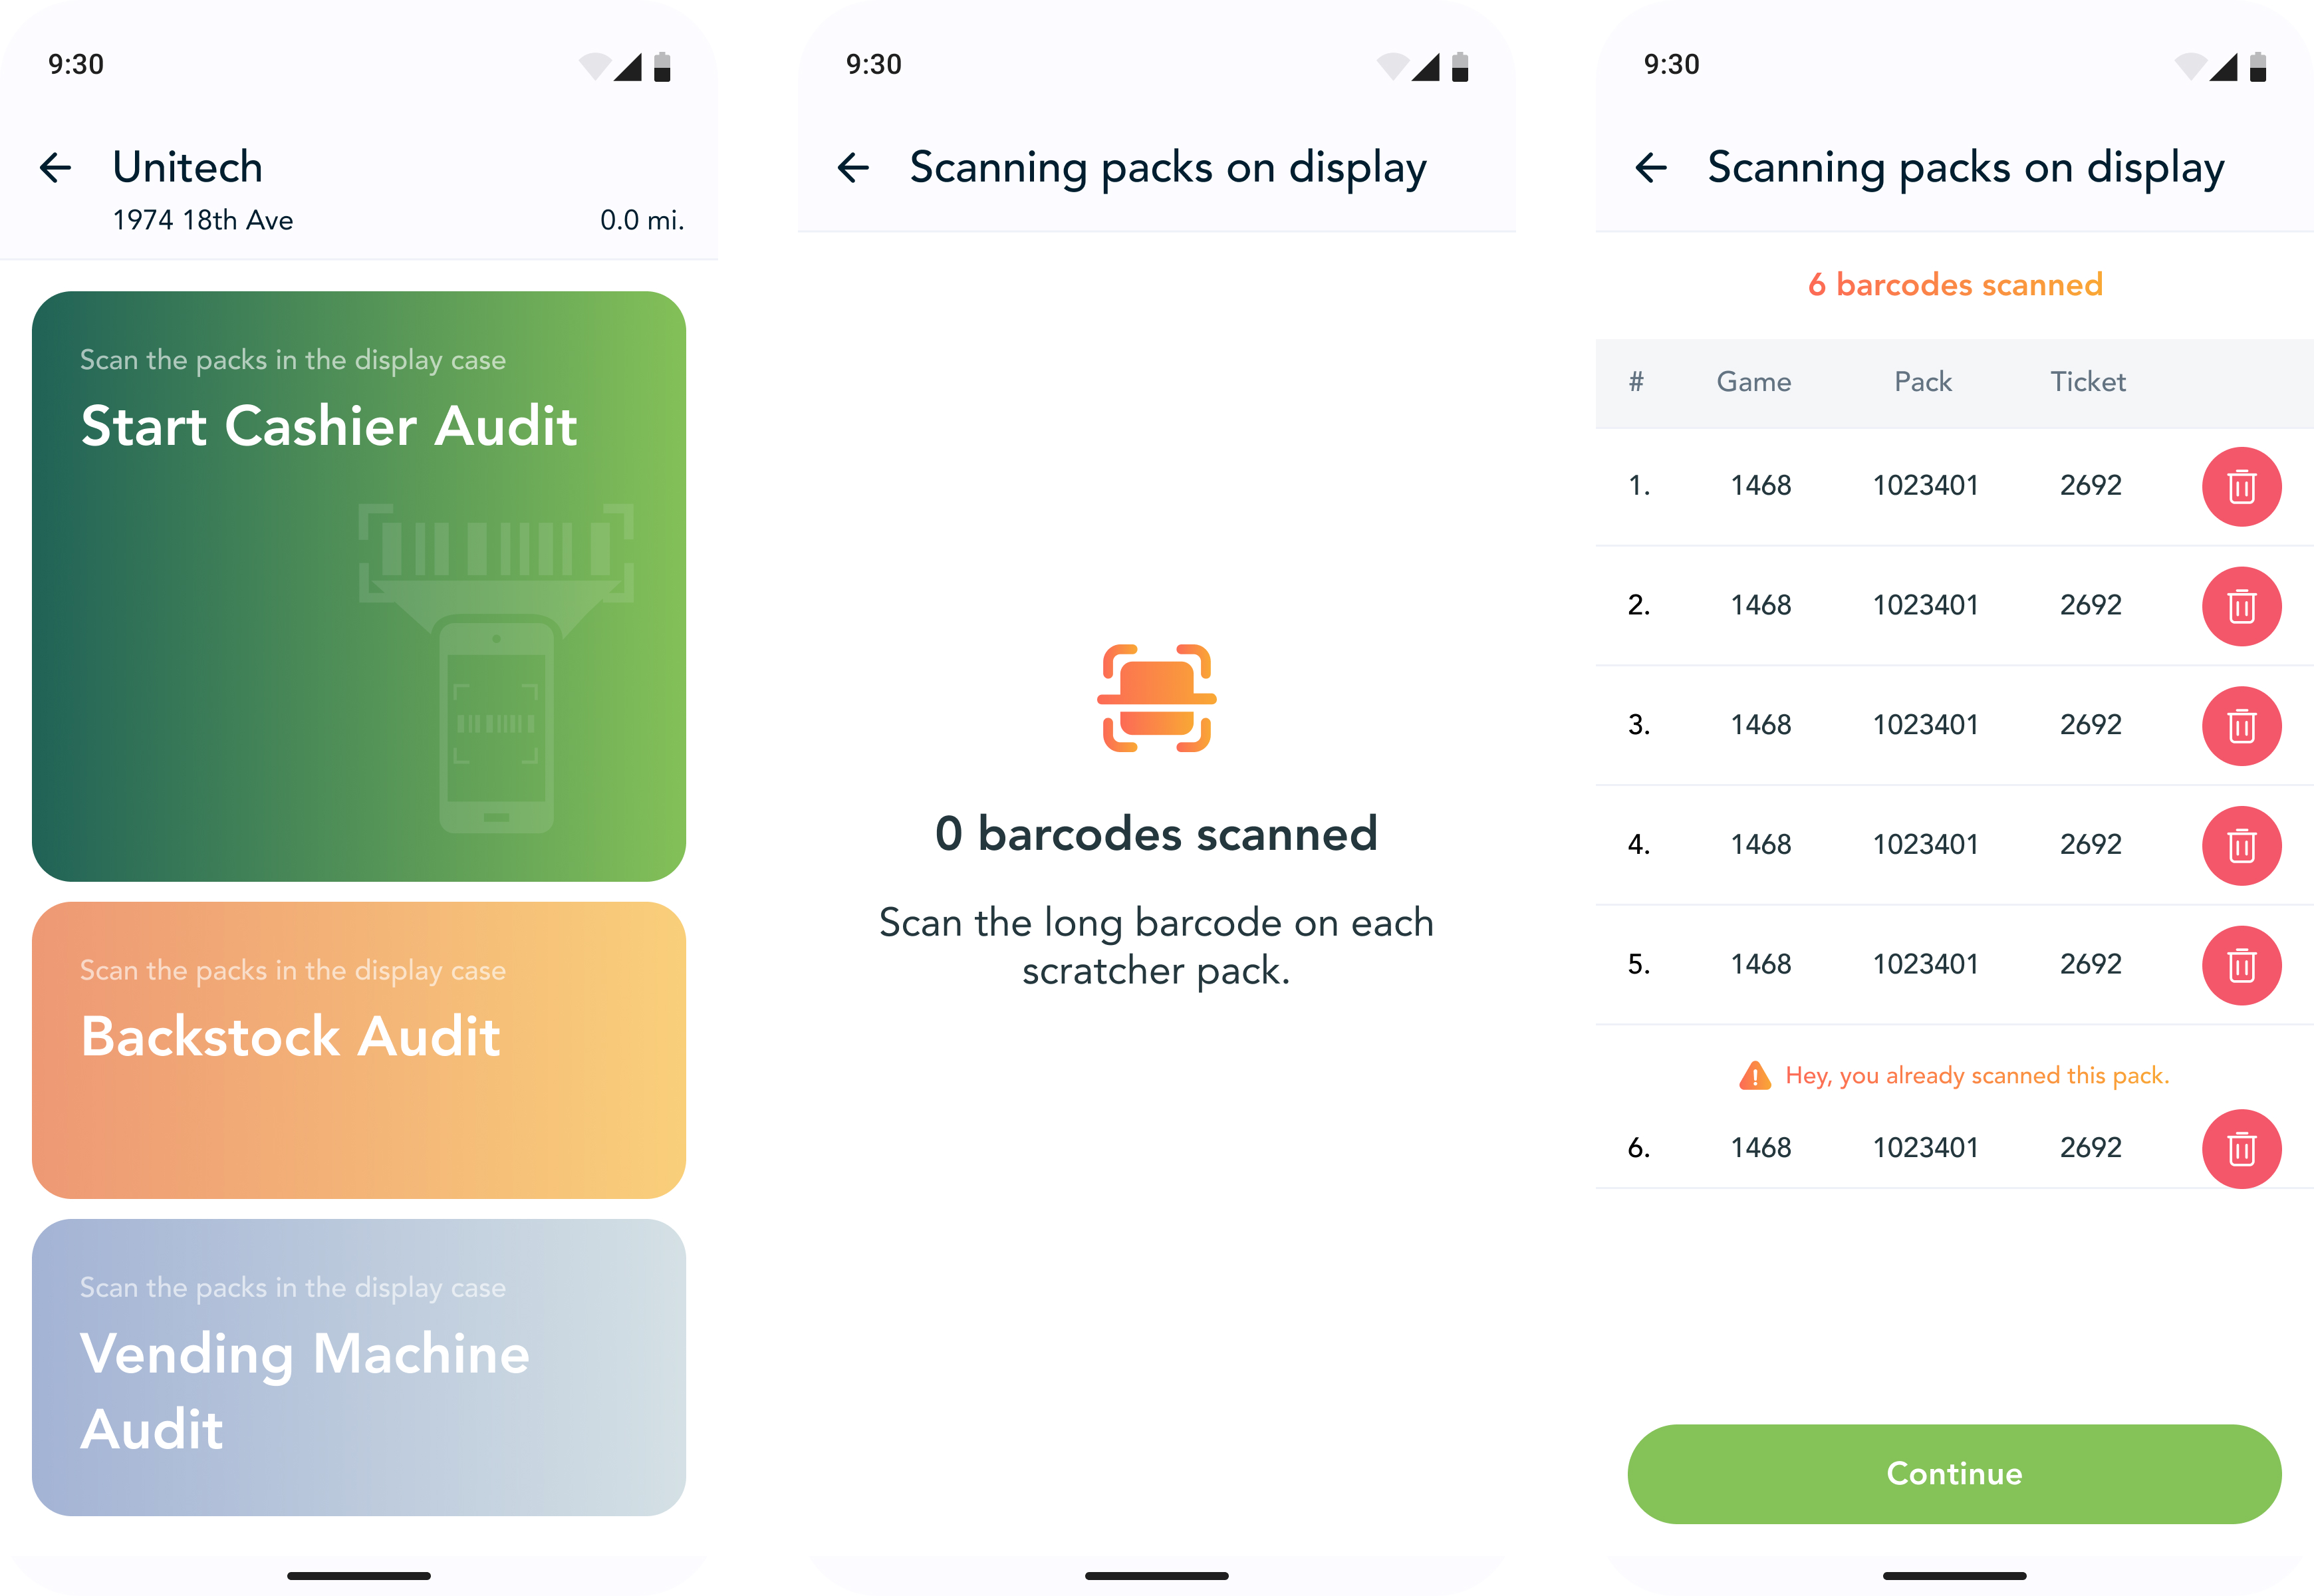 9:30
Unitech
1974 18th Ave 0.0 mi.
Scan the packs in the display case
Start Cashier Audit
Scan the packs in the display case
Backstock Audit
Scan the packs in the display case
Vending Machine
Audit
9:30
Scanning packs on display
0 barcodes scanned
Scan the long barcode on each
scratcher pack.
9:30
Scanning packs on display
6 barcodes scanned
# Game Pack Ticket
1. 1468 1023401 2692
2. 1468 1023401 2692
3. 1468 1023401 2692
4. 1468 1023401 2692
5. 1468 1023401 2692
Hey, you already scanned this pack.
6. 1468 1023401 2692
Continue